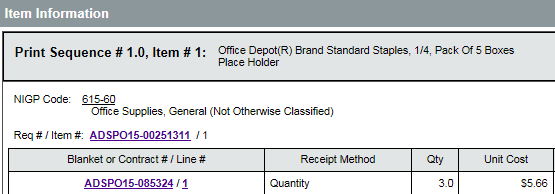 Item Information
Print Sequence # 1.0, Item # 1: Office Depot(R) Brand Standard Staples, 1/4, Pack Of 5 Boxes
Place Holder
NIGP Code: 615-60
Office Supplies, General (Not Otherwise Classified)
Req # / Item #: ADSPO15-00251311 / 1
Blanket or Contract # / Line # Receipt Method Qty Unit Cost
ADSPO15-085324 / 1 Quantity 3.0 $5.66